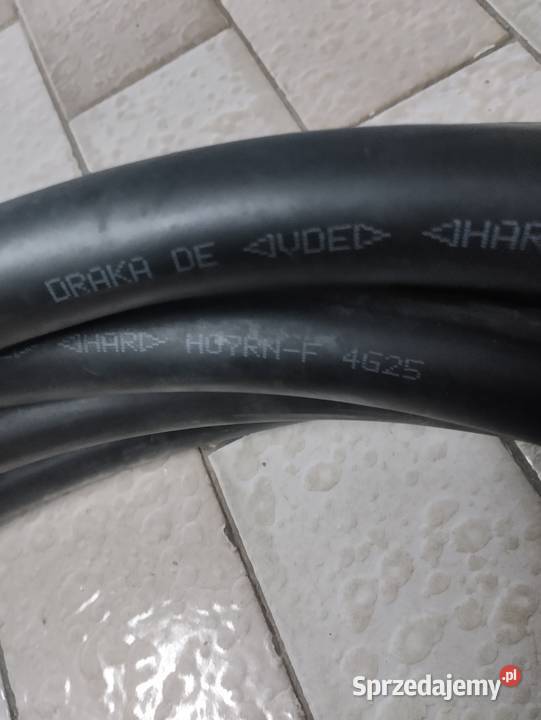 DRAKA DE ◁VDE▷ ◁HAR
◁HAR▷ H07RN-F 4G25
Sprzedajemy.pl